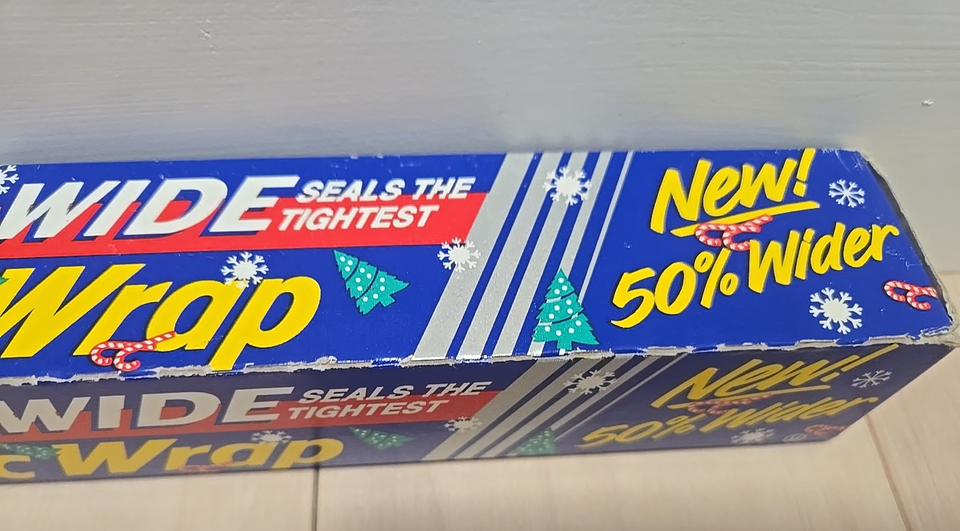 WIDE SEALS THE
TIGHTEST
Wrap
New!
50% Wider
WIDE SEALS THE
TIGHTEST
c Wrap
New!
50% Wider